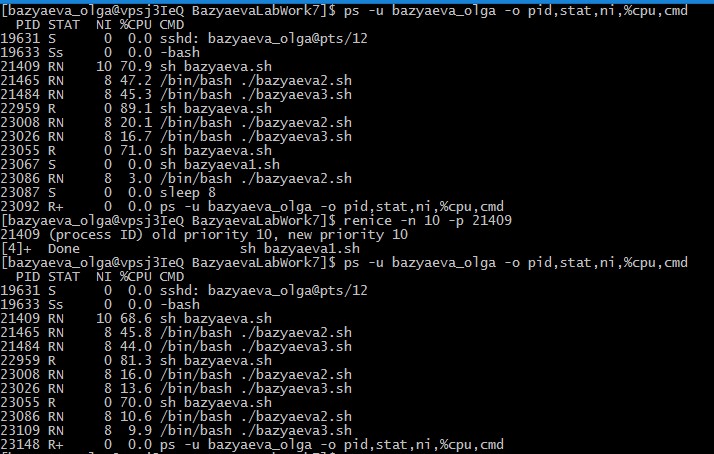 [bazyaeva_olga@vpsj3IeQ BazyaevaLabWork7]$ ps -u bazyaeva_olga -o pid,stat,ni,%cpu,cmd
  PID STAT  NI %CPU CMD
19631 S      0  0.0 sshd: bazyaeva_olga@pts/12
19633 Ss     0  0.0 -bash
21409 RN    10 70.9 sh bazyaeva.sh
21465 RN     8 47.2 /bin/bash ./bazyaeva2.sh
21484 RN     8 45.3 /bin/bash ./bazyaeva3.sh
22959 R      0 89.1 sh bazyaeva.sh
23008 RN     8 20.1 /bin/bash ./bazyaeva2.sh
23026 RN     8 16.7 /bin/bash ./bazyaeva3.sh
23055 R      0 71.0 sh bazyaeva.sh
23067 S      0  0.0 sh bazyaeva1.sh
23086 RN     8  3.0 /bin/bash ./bazyaeva2.sh
23087 S      0  0.0 sleep 8
23092 R+     0  0.0 ps -u bazyaeva_olga -o pid,stat,ni,%cpu,cmd
[bazyaeva_olga@vpsj3IeQ BazyaevaLabWork7]$ renice -n 10 -p 21409
21409 (process ID) old priority 10, new priority 10
[4]+  Done                    sh bazyaeva1.sh
[bazyaeva_olga@vpsj3IeQ BazyaevaLabWork7]$ ps -u bazyaeva_olga -o pid,stat,ni,%cpu,cmd
  PID STAT  NI %CPU CMD
19631 S      0  0.0 sshd: bazyaeva_olga@pts/12
19633 Ss     0  0.0 -bash
21409 RN    10 68.6 sh bazyaeva.sh
21465 RN     8 45.8 /bin/bash ./bazyaeva2.sh
21484 RN     8 44.0 /bin/bash ./bazyaeva3.sh
22959 R      0 81.3 sh bazyaeva.sh
23008 RN     8 16.0 /bin/bash ./bazyaeva2.sh
23026 RN     8 13.6 /bin/bash ./bazyaeva3.sh
23055 R      0 70.0 sh bazyaeva.sh
23086 RN     8 10.6 /bin/bash ./bazyaeva2.sh
23109 RN     8  9.9 /bin/bash ./bazyaeva3.sh
23148 R+     0  0.0 ps -u bazyaeva_olga -o pid,stat,ni,%cpu,cmd